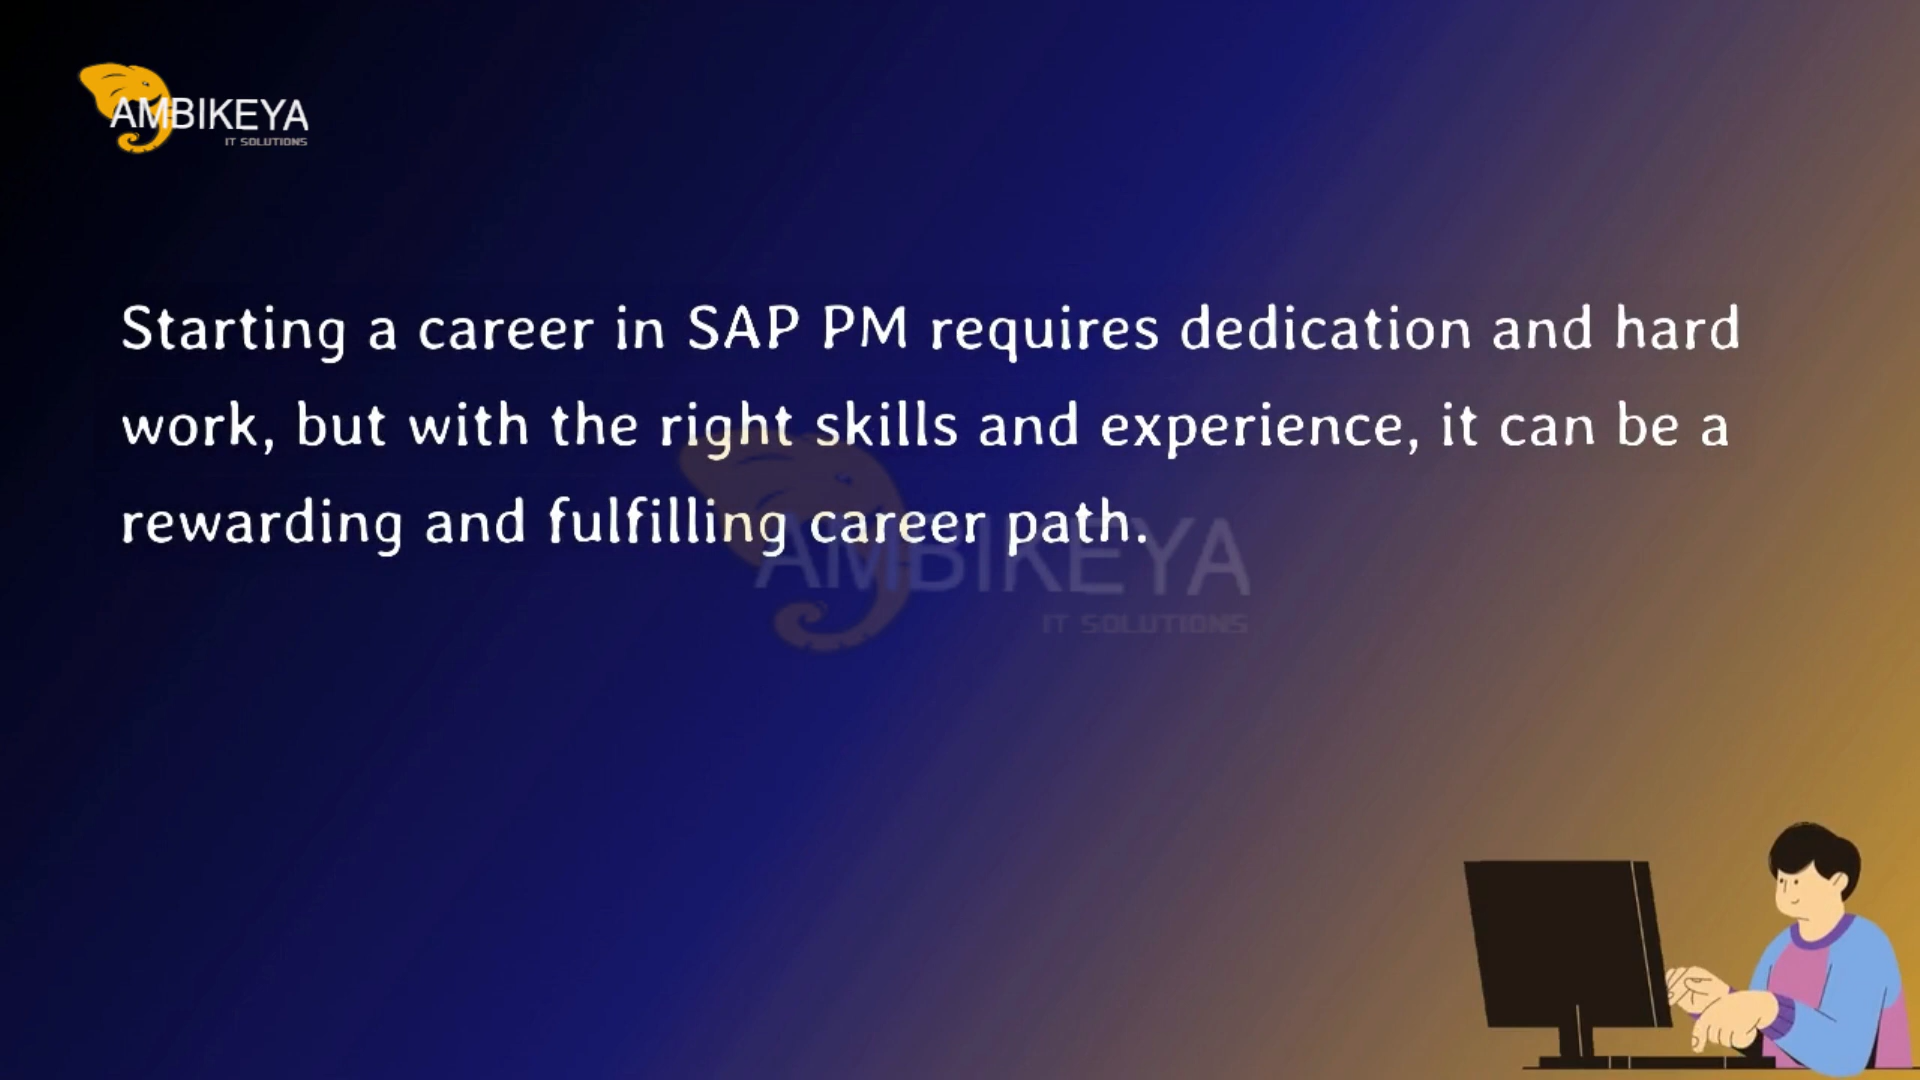 AMBIKEYA
IT SOLUTIONS
Starting a career in SAP PM requires dedication and hard
work, but with the right skills and experience, it can be a
rewarding and fulfilling career path.
AMBIKEYA
IT SOLUTIONS